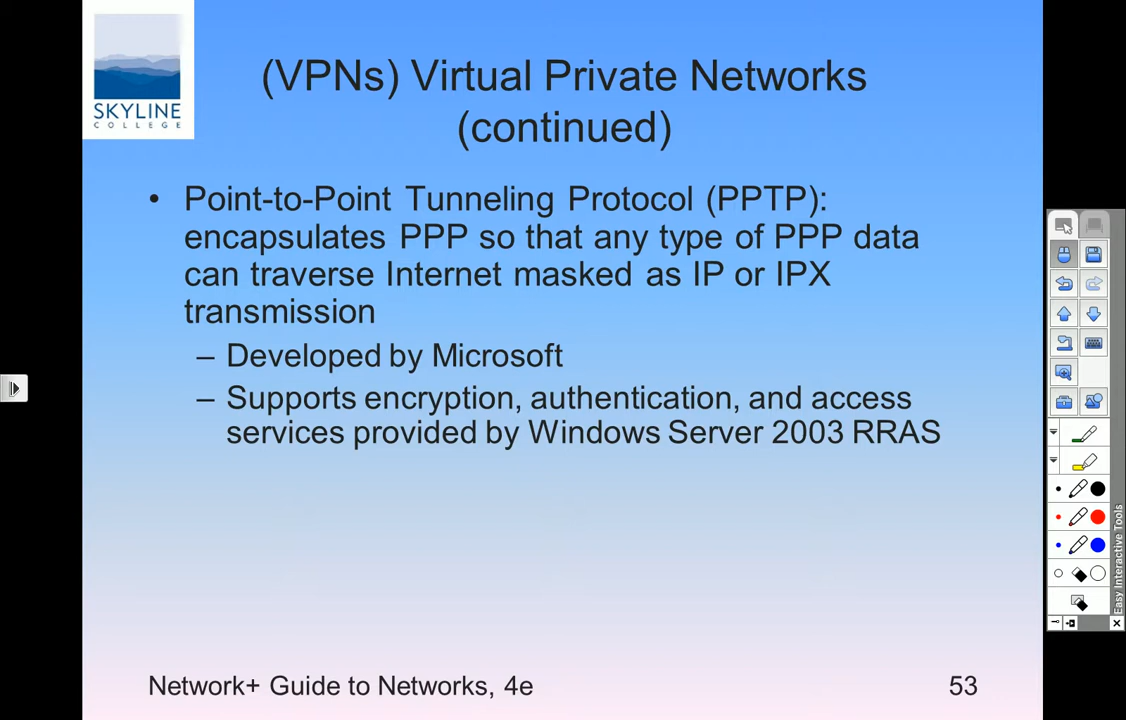 SKYLINE
COLLEGE
(VPNs) Virtual Private Networks
(continued)
• Point-to-Point Tunneling Protocol (PPTP):
encapsulates PPP so that any type of PPP data
can traverse Internet masked as IP or IPX
transmission
– Developed by Microsoft
– Supports encryption, authentication, and access
services provided by Windows Server 2003 RRAS
Network+ Guide to Networks, 4e
53
Easy Interactive Tools